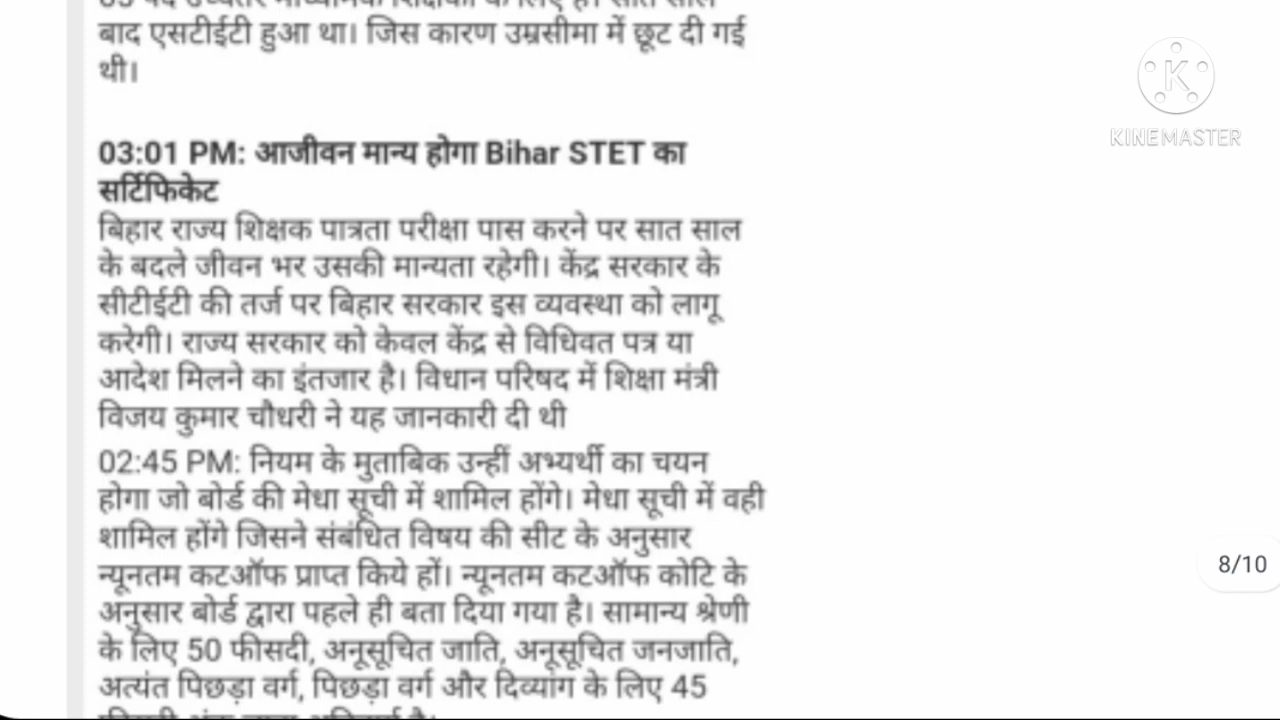 बाद एसटीईटी हुआ था। जिस कारण उम्रसीमा में छूट दी गई
थी।
03:01 PM: आजीवन मान्य होगा Bihar STET का
सर्टिफिकेट
बिहार राज्य शिक्षक पात्रता परीक्षा पास करने पर सात साल
के बदले जीवन भर उसकी मान्यता रहेगी। केंद्र सरकार के
सीटीईटी की तर्ज पर बिहार सरकार इस व्यवस्था को लागू
करेगी। राज्य सरकार को केवल केंद्र से विधिवत पत्र या
आदेश मिलने का इंतजार है। विधान परिषद में शिक्षा मंत्री
विजय कुमार चौधरी ने यह जानकारी दी थी
02:45 PM: नियम के मुताबिक उन्हीं अभ्यर्थी का चयन
होगा जो बोर्ड की मेधा सूची में शामिल होंगे। मेधा सूची में वही
शामिल होंगे जिसने संबंधित विषय की सीट के अनुसार
न्यूनतम कटऑफ प्राप्त किये हों। न्यूनतम कटऑफ कोटि के
अनुसार बोर्ड द्वारा पहले ही बता दिया गया है। सामान्य श्रेणी
के लिए 50 फीसदी, अनूसूचित जाति, अनूसूचित जनजाति,
अत्यंत पिछड़ा वर्ग, पिछड़ा वर्ग और दिव्यांग के लिए 45
K
KINEMASTER
8/10